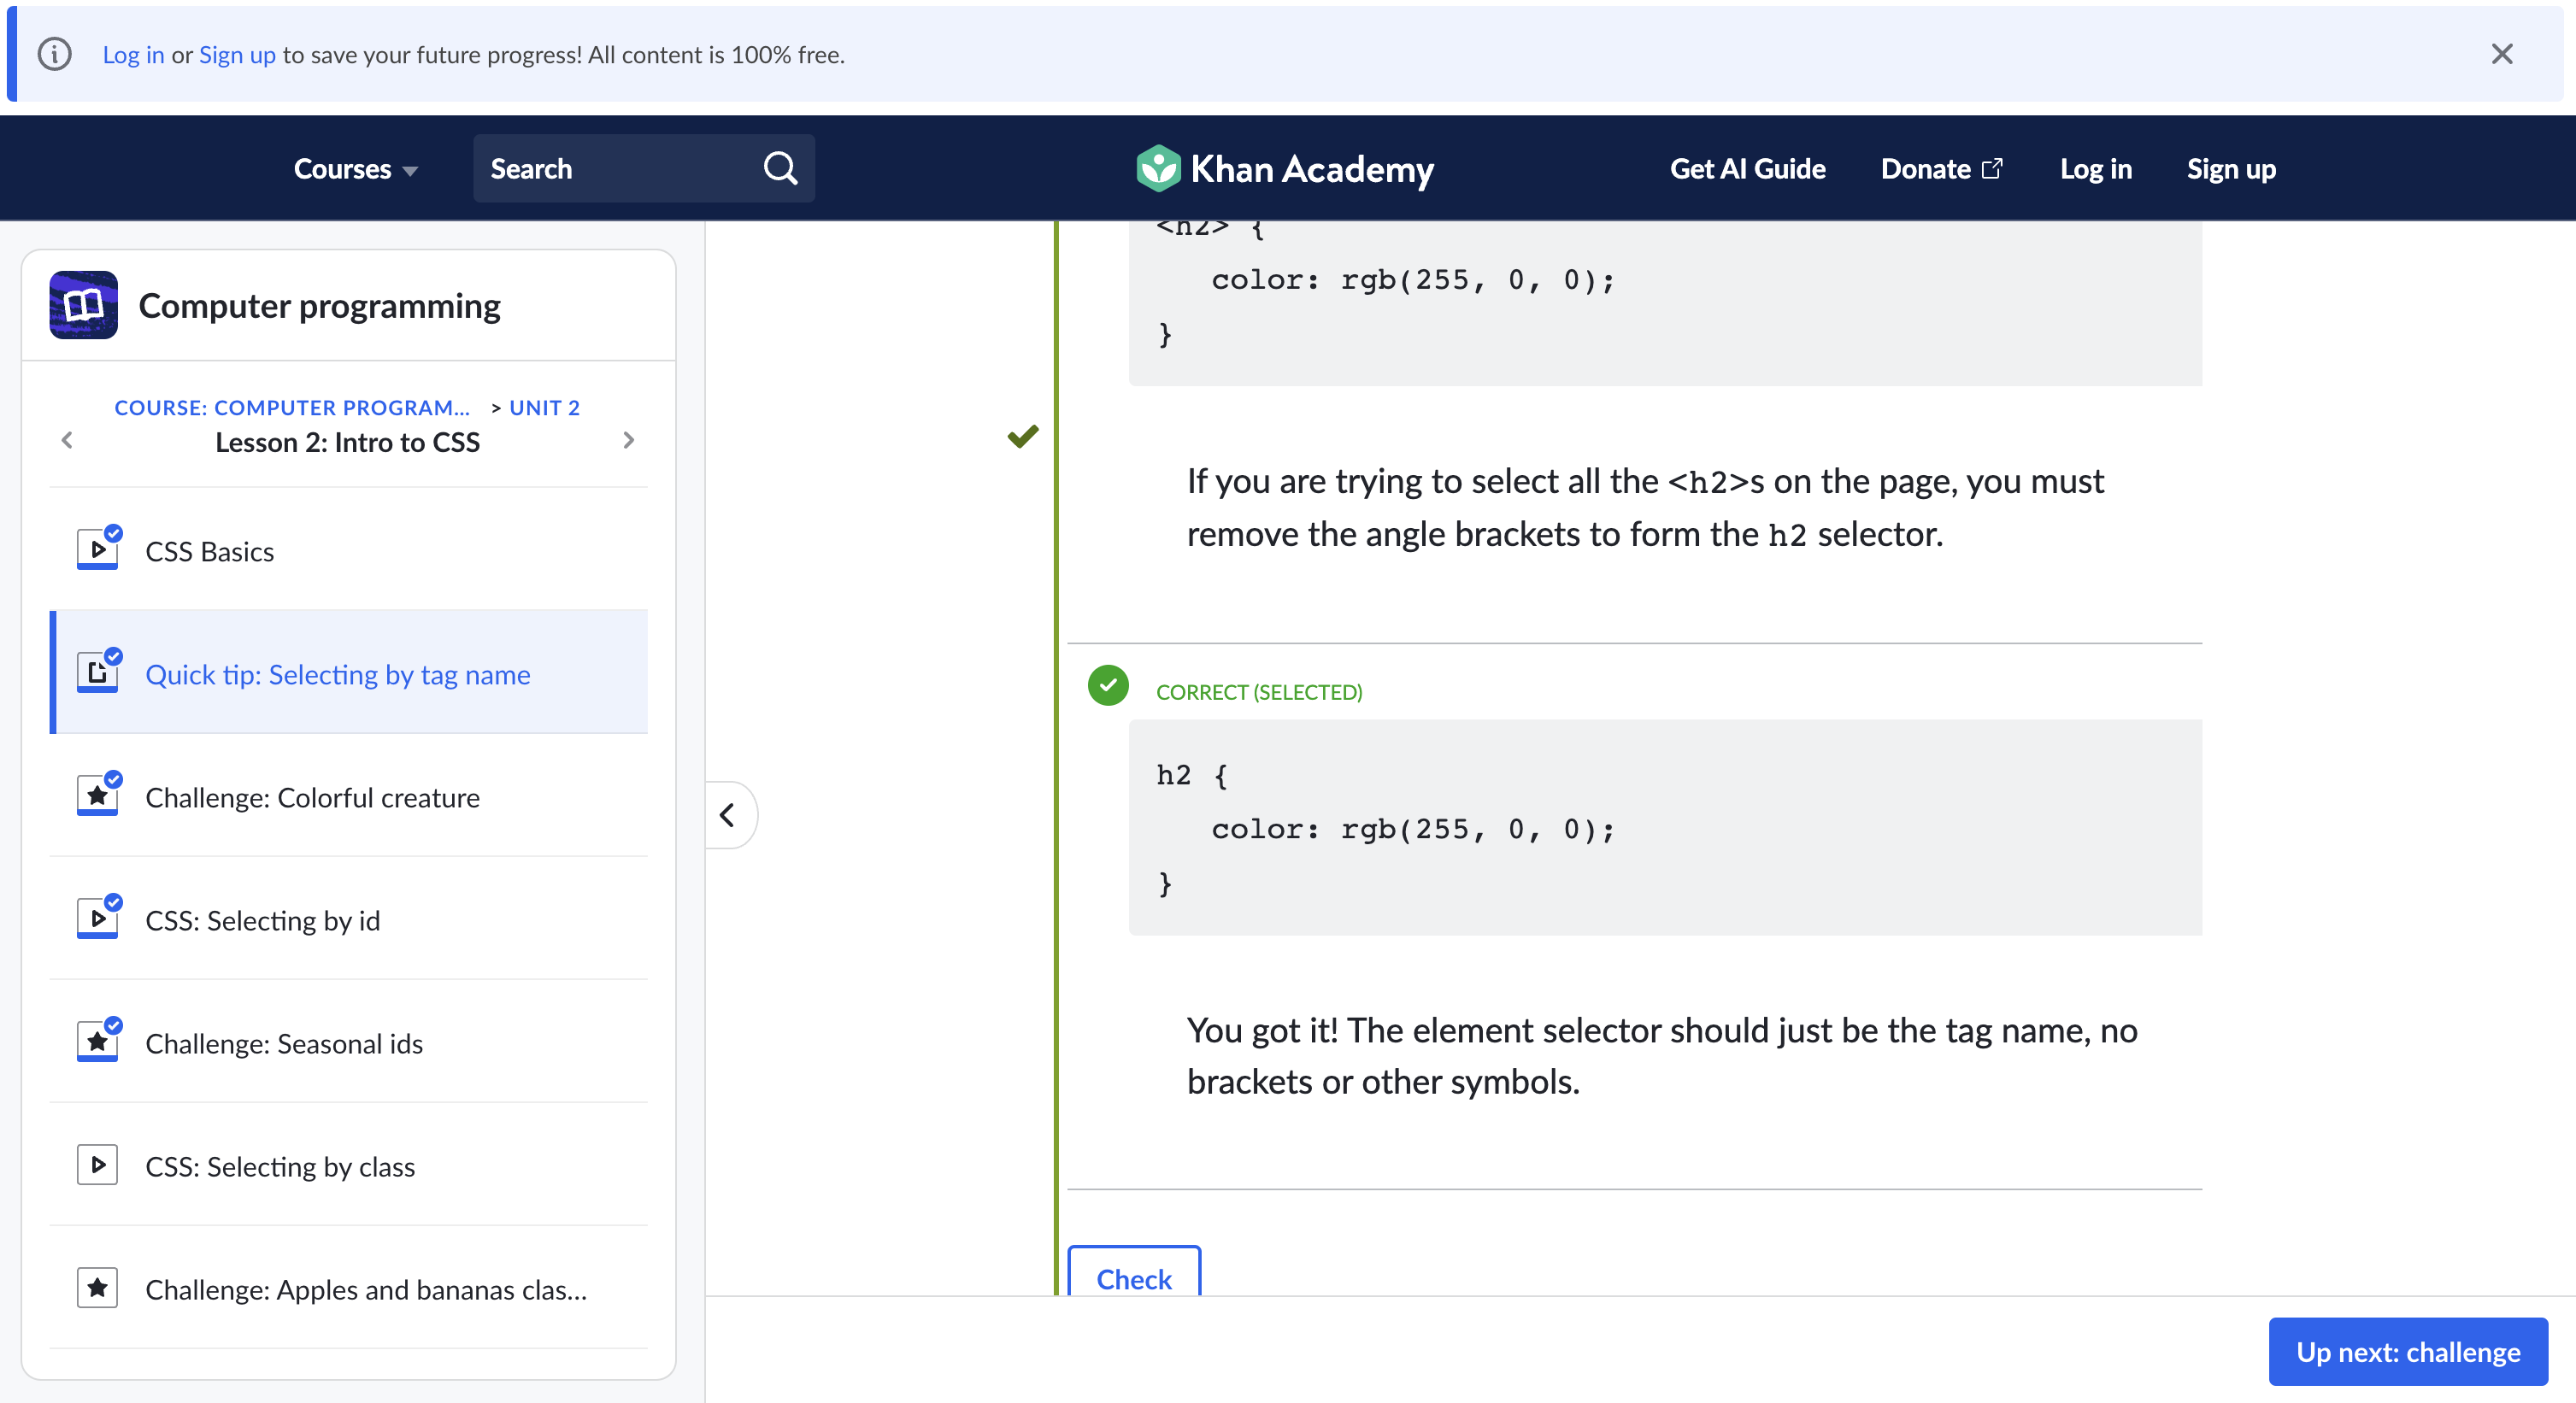 Log in or Sign up to save your future progress! All content is 100% free.
Courses
Search
Khan Academy
Get AI Guide
Donate
Log in
Sign up
Computer programming
COURSE: COMPUTER PROGRAM... > UNIT 2
Lesson 2: Intro to CSS
CSS Basics
Quick tip: Selecting by tag name
Challenge: Colorful creature
CSS: Selecting by id
Challenge: Seasonal ids
CSS: Selecting by class
Challenge: Apples and bananas clas...
<h2> {
color: rgb(255, 0, 0);
}
If you are trying to select all the <h2>s on the page, you must
remove the angle brackets to form the h2 selector.
CORRECT (SELECTED)
h2 {
color: rgb(255, 0, 0);
}
You got it! The element selector should just be the tag name, no
brackets or other symbols.
Check
Up next: challenge